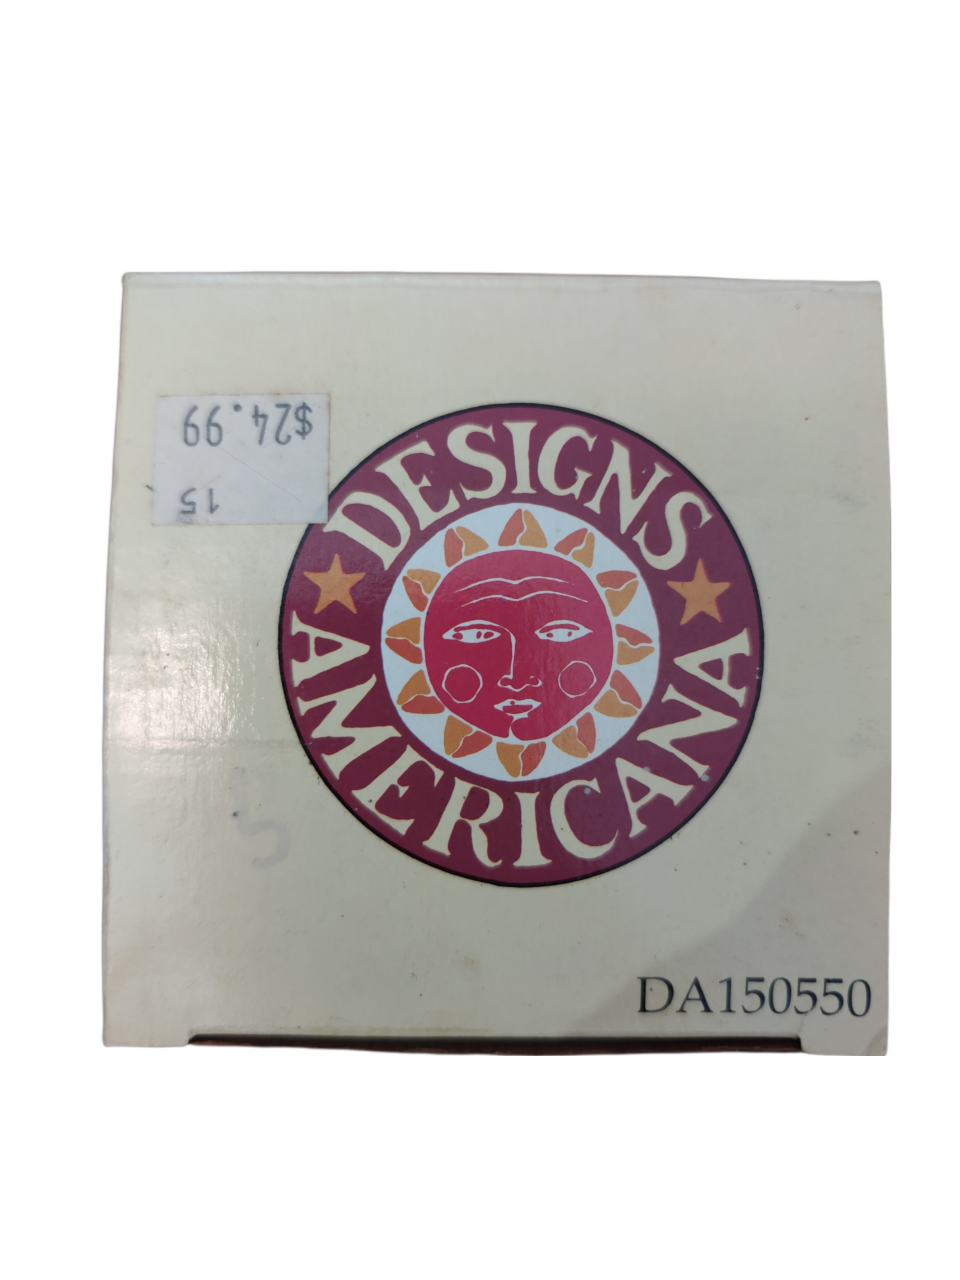 $24.99
15
DESIGNS
AMERICANA
DA150550